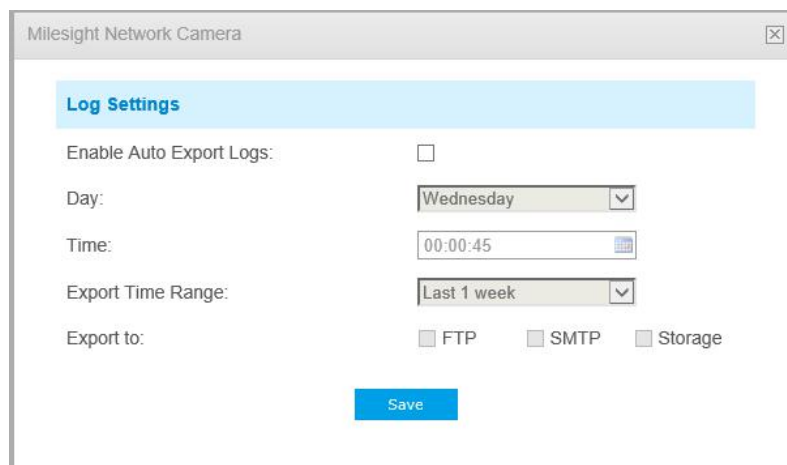 Milesight Network Camera
Log Settings
Enable Auto Export Logs:
Day: Wednesday
Time: 00:00:45
Export Time Range: Last 1 week
Export to: FTP SMTP Storage
Save